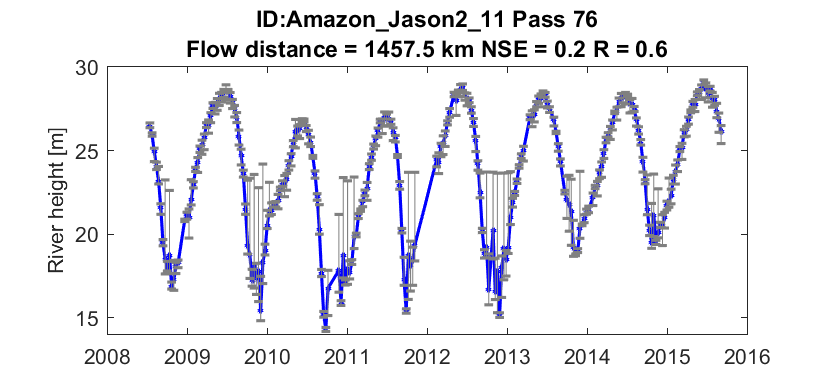 ID:Amazon_Jason2_11 Pass 76
Flow distance = 1457.5 km NSE = 0.2 R = 0.6
River height [m]
30
25
20
15
2008 2009 2010 2011 2012 2013 2014 2015 2016